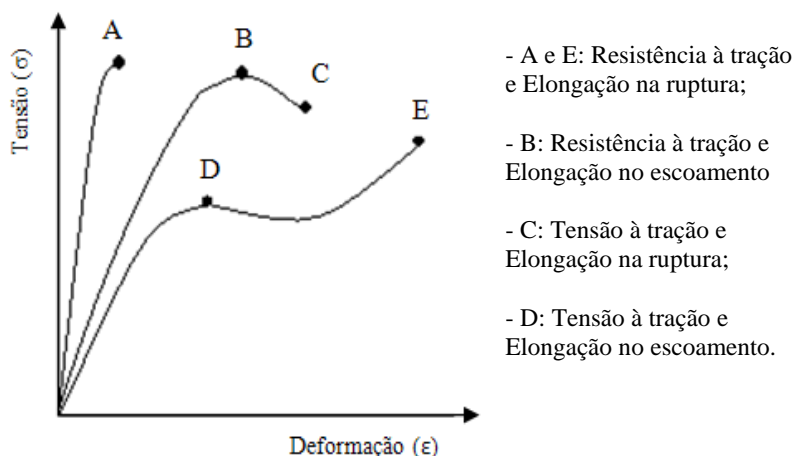 Tensão (σ)
A
B
C
D
E
Deformação (ε)
- A e E: Resistência à tração
e Elongação na ruptura;
- B: Resistência à tração e
Elongação no escoamento
- C: Tensão à tração e
Elongação na ruptura;
- D: Tensão à tração e
Elongação no escoamento.